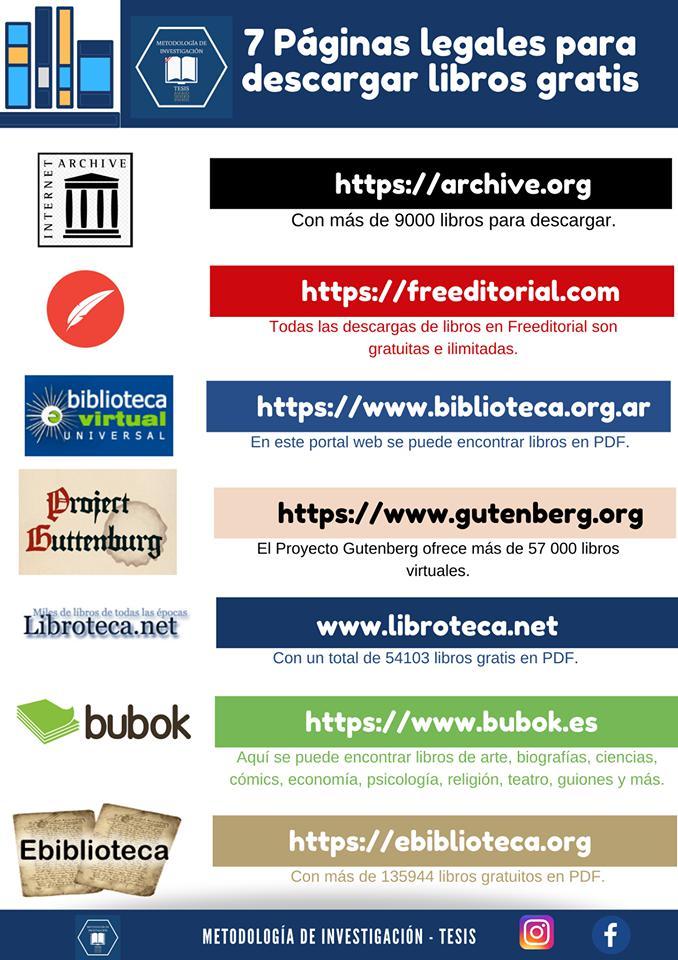 METODOLOGÍA DE
INVESTIGACIÓN
TESIS
7 Páginas legales para
descargar libros gratis
INTERNET ARCHIVE
https://archive.org
Con más de 9000 libros para descargar.
https://freeditorial.com
Todas las descargas de libros en Freeditorial son
gratuitas e ilimitadas.
biblioteca
virtual
UNIVERSAL
https://www.biblioteca.org.ar
En este portal web se puede encontrar libros en PDF.
Project
Guttenburg
https://www.gutenberg.org
El Proyecto Gutenberg ofrece más de 57 000 libros
virtuales.
Miles de libros de todas las épocas
Libroteca.net
www.libroteca.net
Con un total de 54103 libros gratis en PDF.
bubok
https://www.bubok.es
Aquí se puede encontrar libros de arte, biografías, ciencias,
cómics, economía, psicología, religión, teatro, guiones y más.
Ebiblioteca
https://ebiblioteca.org
Con más de 135944 libros gratuitos en PDF.
METODOLOGÍA DE INVESTIGACIÓN - TESIS